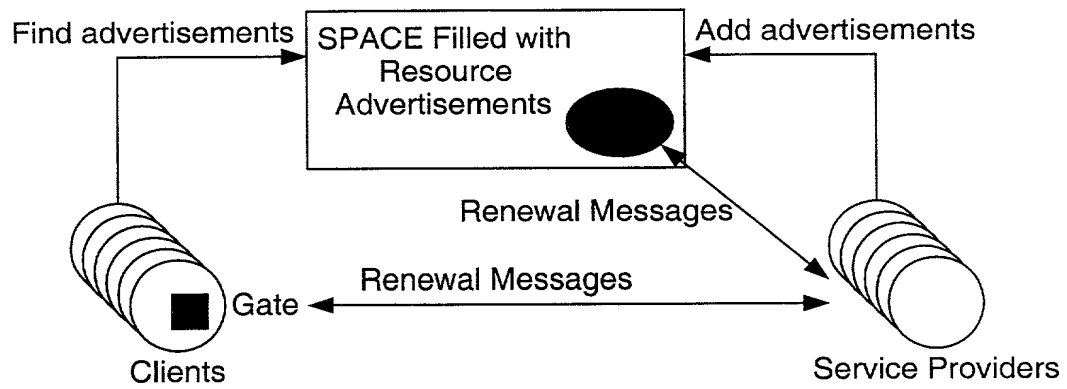 Find advertisements
SPACE Filled with
Resource
Advertisements
Add advertisements
Renewal Messages
Renewal Messages
Gate
Clients
Service Providers